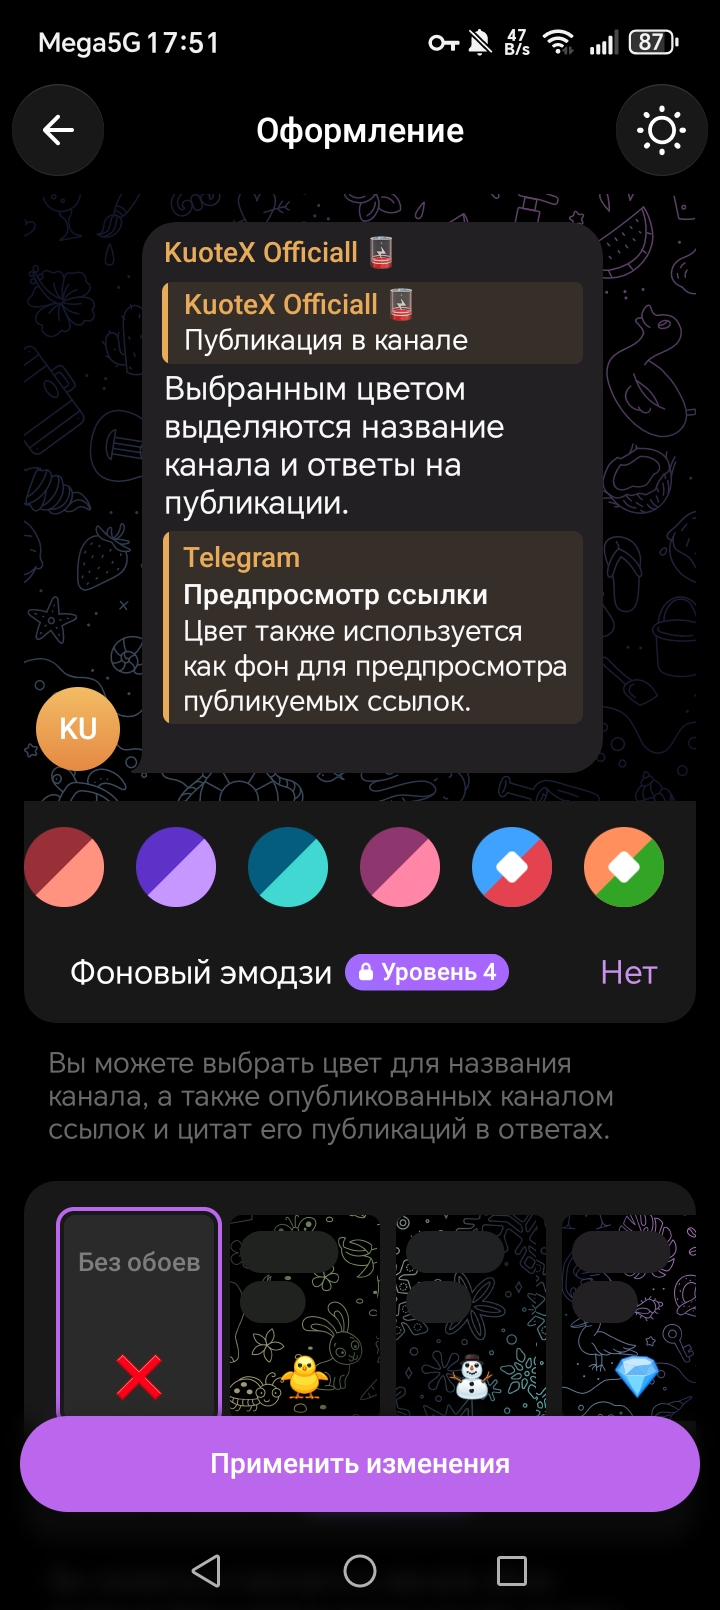 Mega5G 17:51
47 B/s
87
Оформление
KuoteX Officiall
KuoteX Officiall
Публикация в канале
Выбранным цветом
выделяются название
канала и ответы на
публикации.
Telegram
Предпросмотр ссылки
Цвет также используется
как фон для предпросмотра
публикуемых ссылок.
KU
Фоновый эмодзи Уровень 4 Нет
Вы можете выбрать цвет для названия
канала, а также опубликованных каналом
ссылок и цитат его публикаций в ответах.
Без обоев
Применить изменения